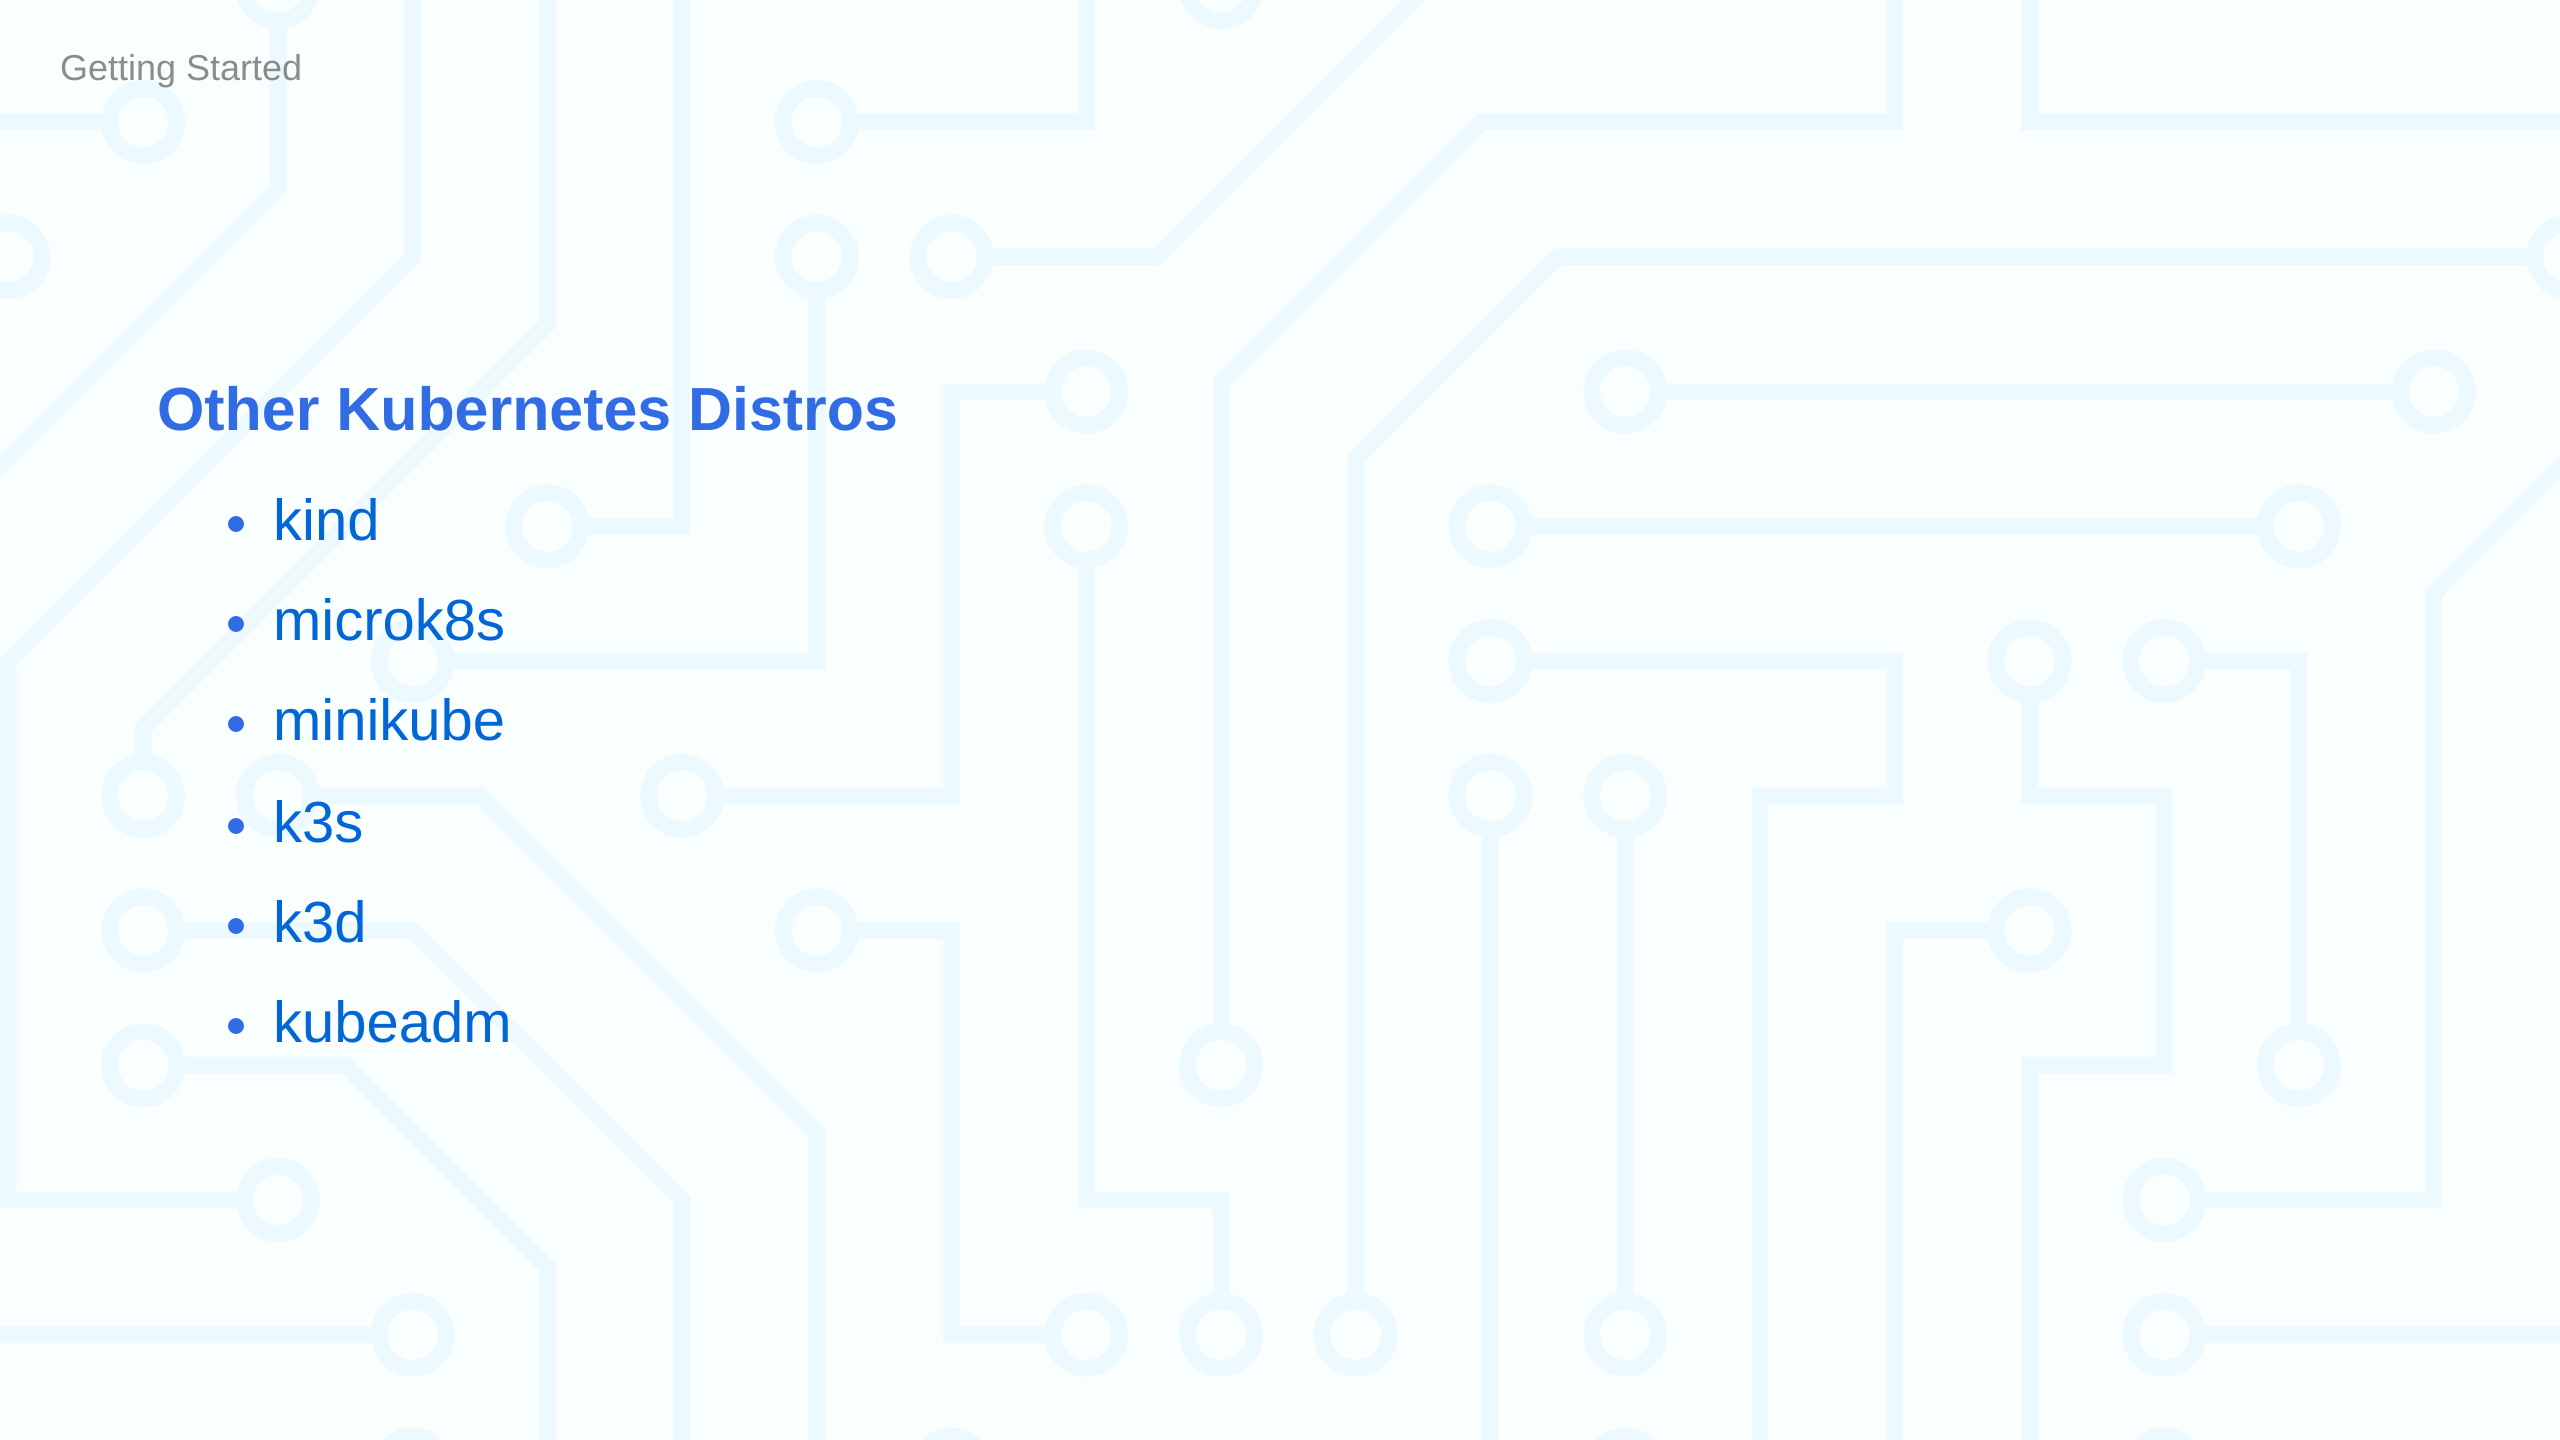 Getting Started
Other Kubernetes Distros
• kind
• microk8s
• minikube
• k3s
• k3d
• kubeadm